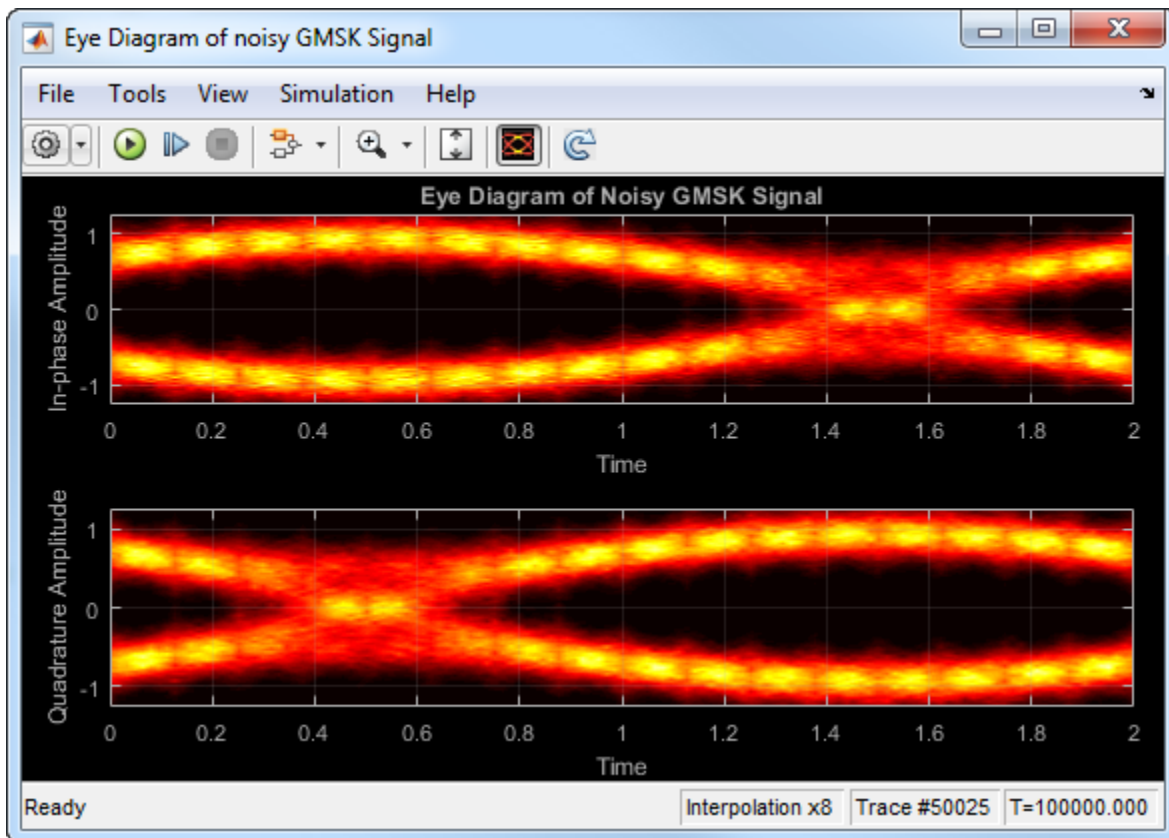 Eye Diagram of noisy GMSK Signal
File Tools View Simulation Help
Eye Diagram of Noisy GMSK Signal
In-phase Amplitude
1
0
-1
0 0.2 0.4 0.6 0.8 1 1.2 1.4 1.6 1.8 2
Time
Quadrature Amplitude
1
0
-1
0 0.2 0.4 0.6 0.8 1 1.2 1.4 1.6 1.8 2
Time
Ready Interpolation x8 Trace #50025 T=100000.000